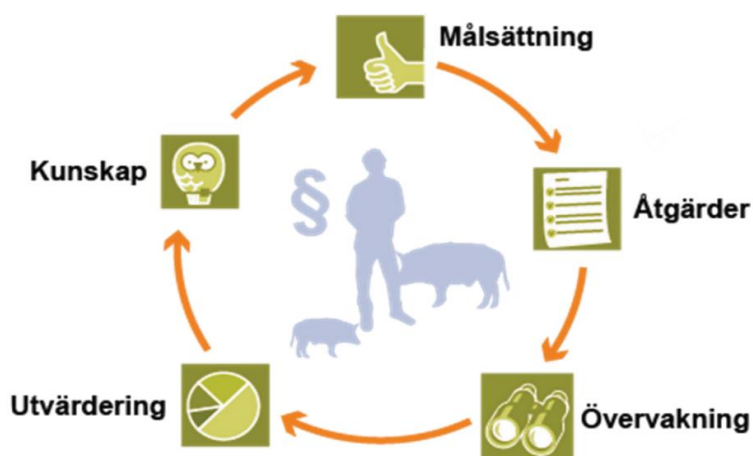 Målsättning
Kunskap
§
Åtgärder
Utvärdering
Övervakning